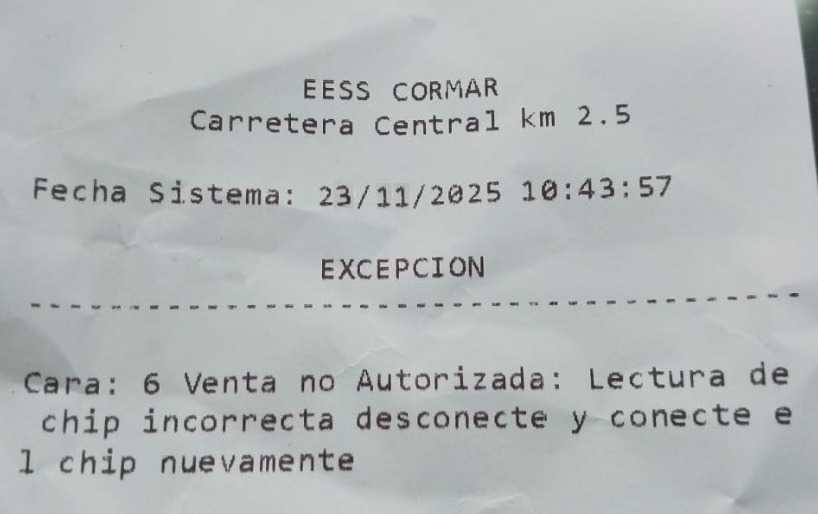 EESS CORMAR
Carretera Central km 2.5
Fecha Sistema: 23/11/2025 10:43:57
EXCEPCION
----------------------------------------
Cara: 6 Venta no Autorizada: Lectura de
chip incorrecta desconecte y conecte e
l chip nuevamente